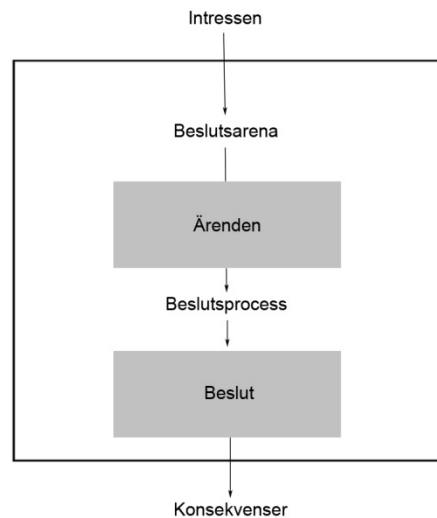 Intressen
Beslutsarena
Ärenden
Beslutsprocess
Beslut
Konsekvenser